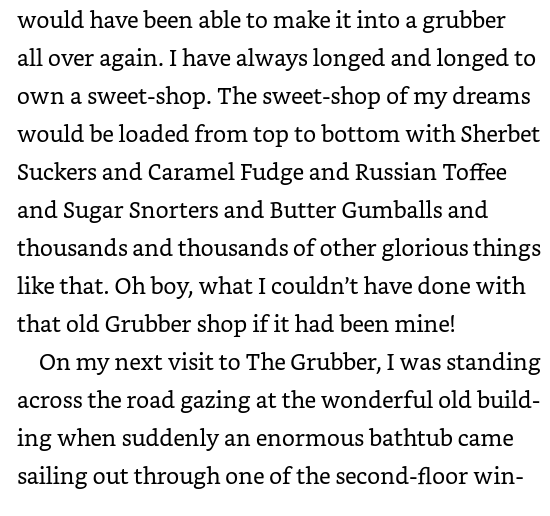 would have been able to make it into a grubber
all over again. I have always longed and longed to
own a sweet-shop. The sweet-shop of my dreams
would be loaded from top to bottom with Sherbet
Suckers and Caramel Fudge and Russian Toffee
and Sugar Snorters and Butter Gumballs and
thousands and thousands of other glorious things
like that. Oh boy, what I couldn’t have done with
that old Grubber shop if it had been mine!
On my next visit to The Grubber, I was standing
across the road gazing at the wonderful old build-
ing when suddenly an enormous bathtub came
sailing out through one of the second-floor win-